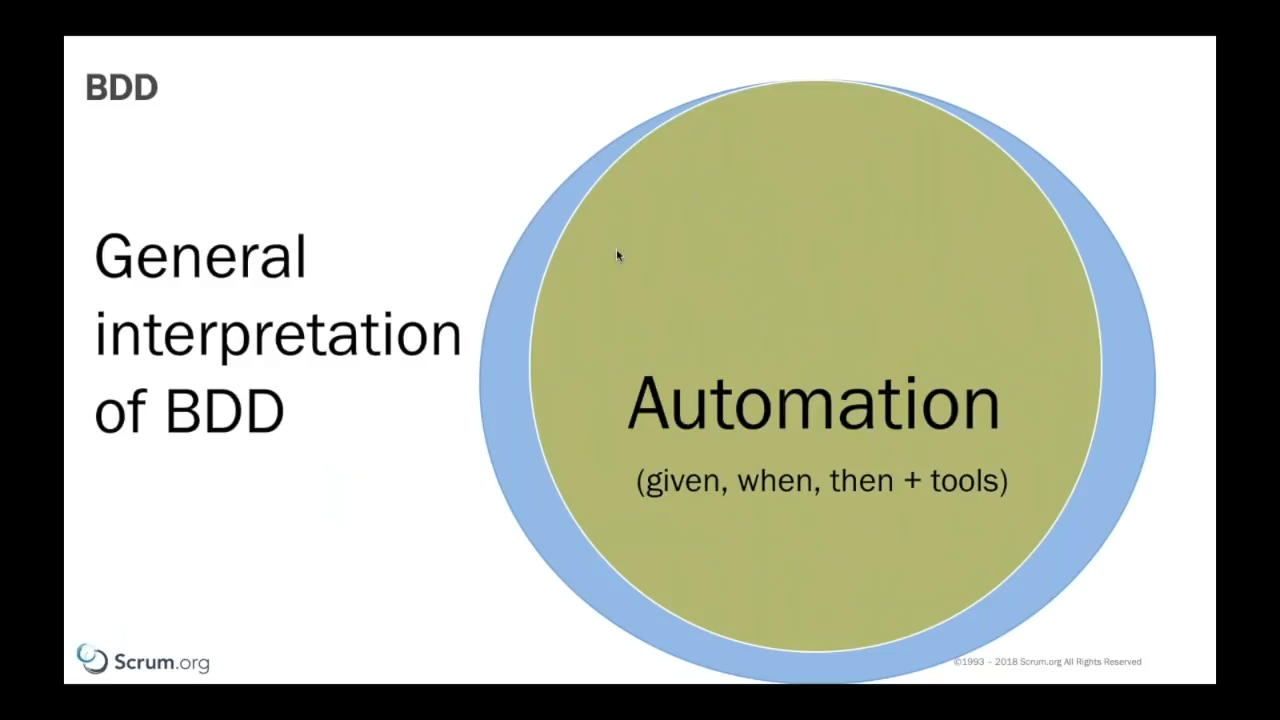 BDD
General
interpretation
of BDD
Automation
(given, when, then + tools)
Scrum.org
©1993 – 2018 Scrum.org All Rights Reserved